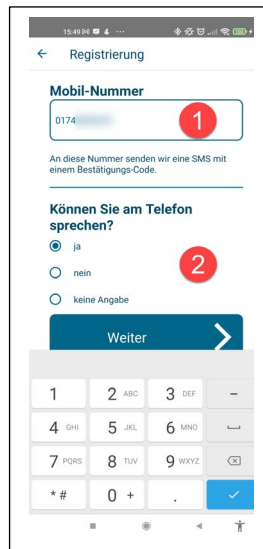 15:49
Registrierung
Mobil-Nummer
0174
1
An diese Nummer senden wir eine SMS mit
einem Bestätigungs-Code.
Können Sie am Telefon
sprechen?
ja
nein
2
keine Angabe
Weiter
1 2 ABC 3 DEF -
4 GHI 5 JKL 6 MNO
7 PQRS 8 TUV 9 WXYZ
* # 0 + .